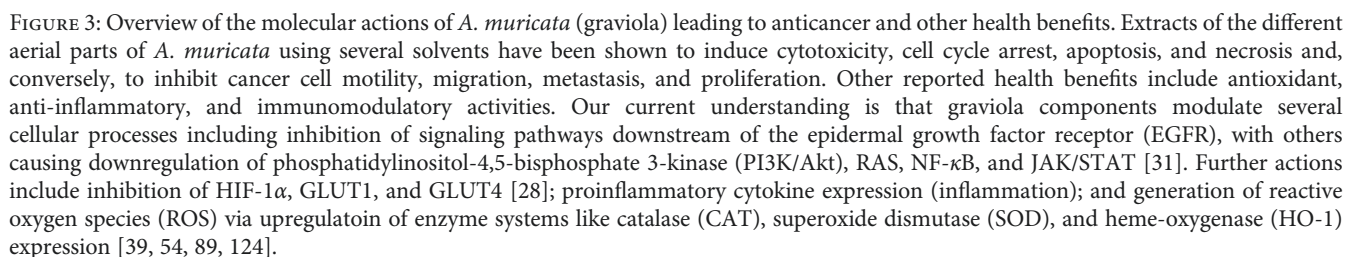 FIGURE 3: Overview of the molecular actions of A. muricata (graviola) leading to anticancer and other health benefits. Extracts of the different
aerial parts of A. muricata using several solvents have been shown to induce cytotoxicity, cell cycle arrest, apoptosis, and necrosis and,
conversely, to inhibit cancer cell motility, migration, metastasis, and proliferation. Other reported health benefits include antioxidant,
anti-inflammatory, and immunomodulatory activities. Our current understanding is that graviola components modulate several
cellular processes including inhibition of signaling pathways downstream of the epidermal growth factor receptor (EGFR), with others
causing downregulation of phosphatidylinositol-4,5-bisphosphate 3-kinase (PI3K/Akt), RAS, NF-κB, and JAK/STAT [31]. Further actions
include inhibition of HIF-1α, GLUT1, and GLUT4 [28]; proinflammatory cytokine expression (inflammation); and generation of reactive
oxygen species (ROS) via upregulatoin of enzyme systems like catalase (CAT), superoxide dismutase (SOD), and heme-oxygenase (HO-1)
expression [39, 54, 89, 124].